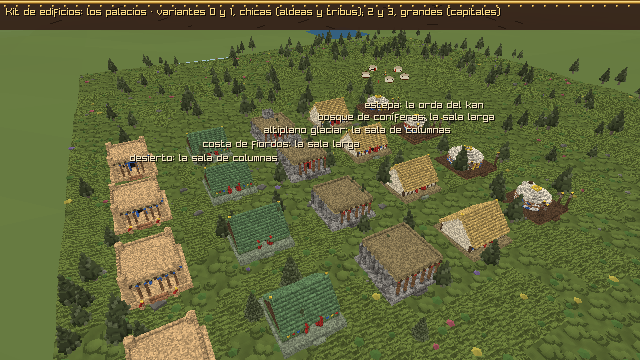 Kit de edificios: los palacios · variantes 0 y 1, chicas (aldeas y tribus); 2 y 3, grandes (capitales)
estepa: la orda del kan
bosque de coníferas: la sala larga
altiplano glaciar: la sala de columnas
costa de fiordos: la sala larga
desierto: la sala de columnas